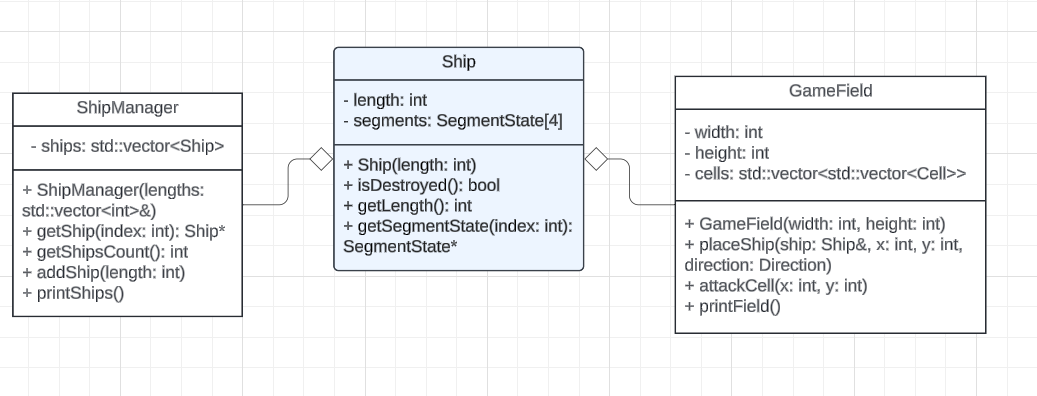 ShipManager
- ships: std::vector<Ship>
+ ShipManager(lengths:
std::vector<int>&)
+ getShip(index: int): Ship*
+ getShipsCount(): int
+ addShip(length: int)
+ printShips()
Ship
- length: int
- segments: SegmentState[4]
+ Ship(length: int)
+ isDestroyed(): bool
+ getLength(): int
+ getSegmentState(index: int):
SegmentState*
GameField
- width: int
- height: int
- cells: std::vector<std::vector<Cell>>
+ GameField(width: int, height: int)
+ placeShip(ship: Ship&, x: int, y: int,
direction: Direction)
+ attackCell(x: int, y: int)
+ printField()